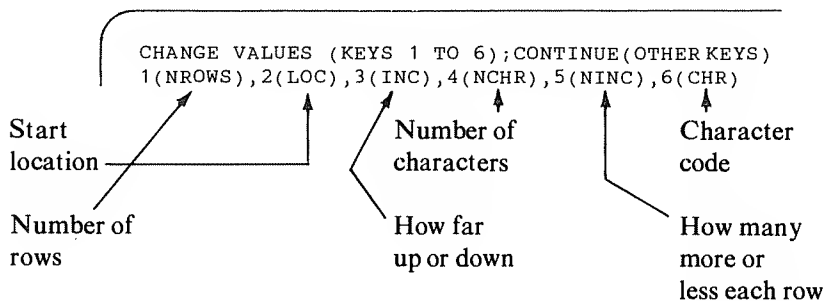 CHANGE VALUES (KEYS 1 TO 6);CONTINUE(OTHER KEYS)
1(NROWS),2(LOC),3(INC),4(NCHR),5(NINC),6(CHR)
Start
location
Number of
characters
Character
code
Number of
rows
How far
up or down
How many
more or
less each row